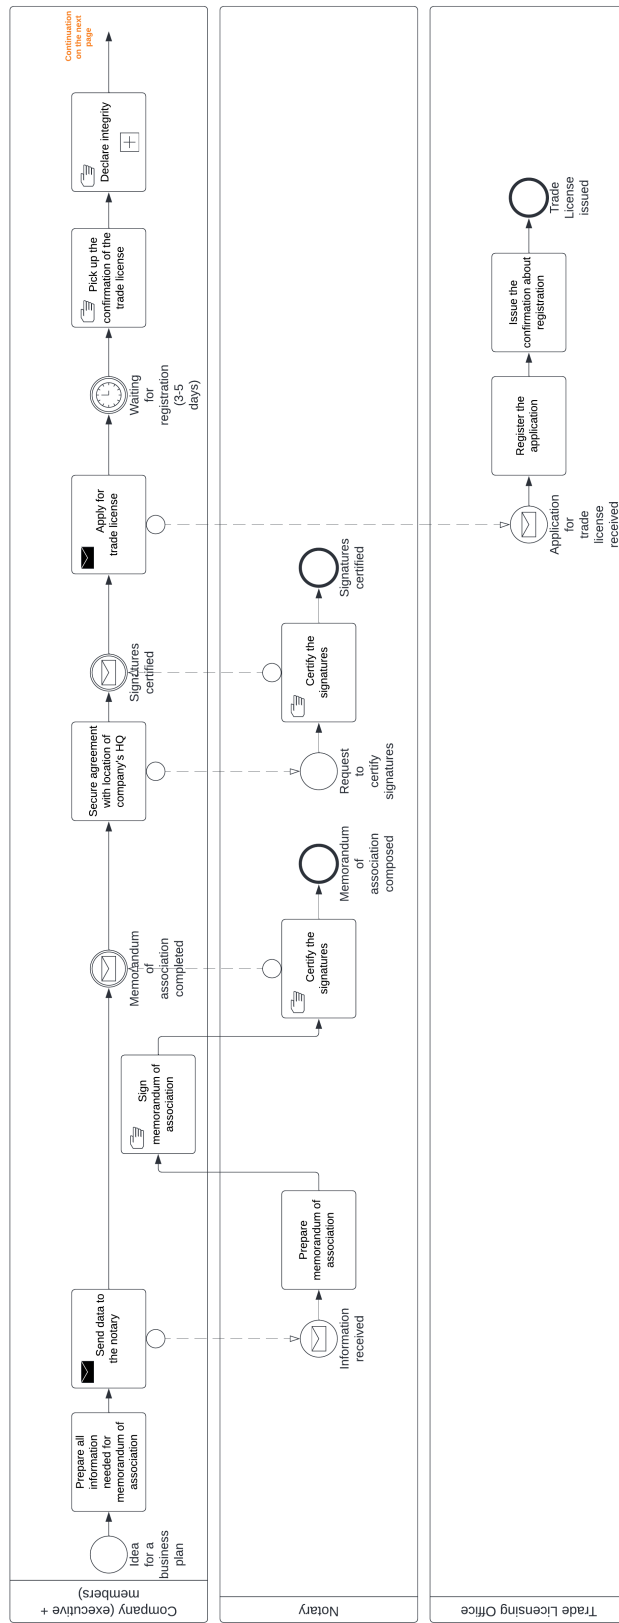 Company (executive +
members)
Idea
for a
business
plan
Prepare all
information
needed for
memorandum of
association
Send data to
the notary
Sign
memorandum of
association
Memorandum
of
association
completed
Secure agreement
with location of
company's HQ
Signatures
certified
Apply for
trade license
Waiting
for
registration
(3-5
days)
Pick up the
confirmation of the
trade license
Declare integrity
Continuation
on the next
page
Notary
Information
received
Prepare
memorandum of
association
Certify the
signatures
Memorandum
of
association
composed
Request
to
certify
signatures
Certify the
signatures
Signatures
certified
Trade Licensing Office
Application
for
trade
license
received
Register the
application
Issue the
confirmation about
registration
Trade
License
issued